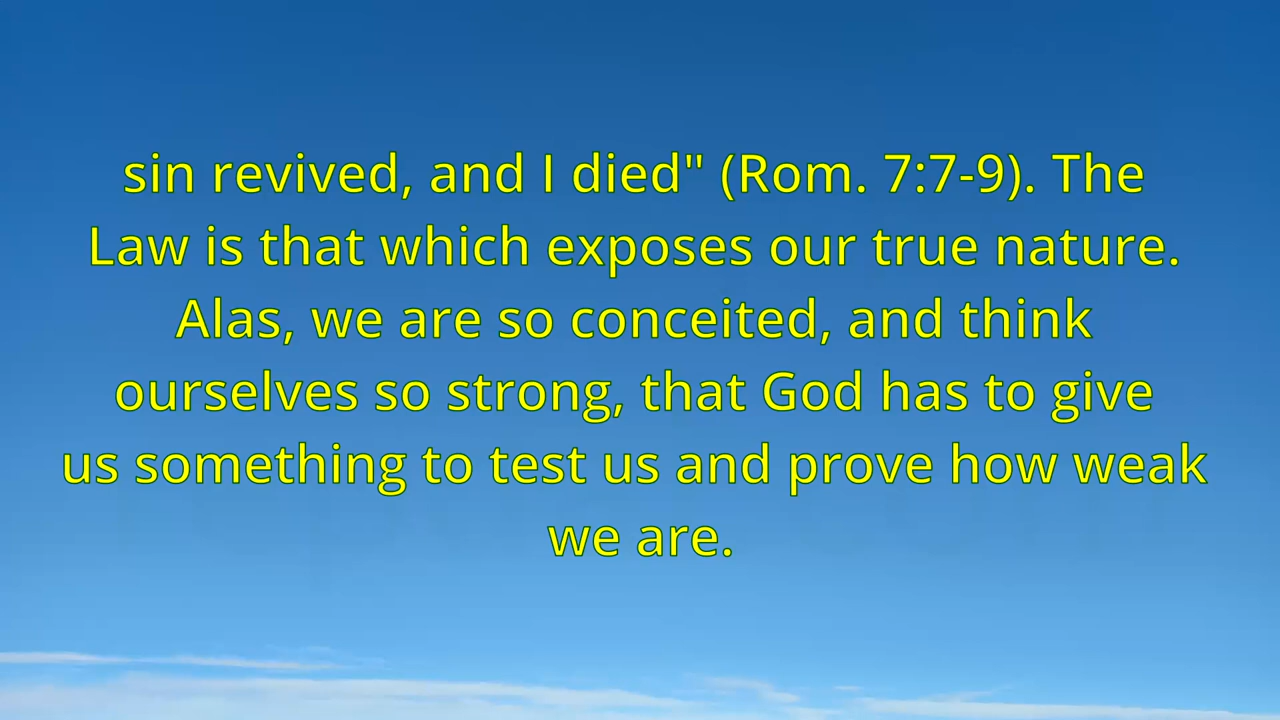 sin revived, and I died" (Rom. 7:7-9). The
Law is that which exposes our true nature.
Alas, we are so conceited, and think
ourselves so strong, that God has to give
us something to test us and prove how weak
we are.